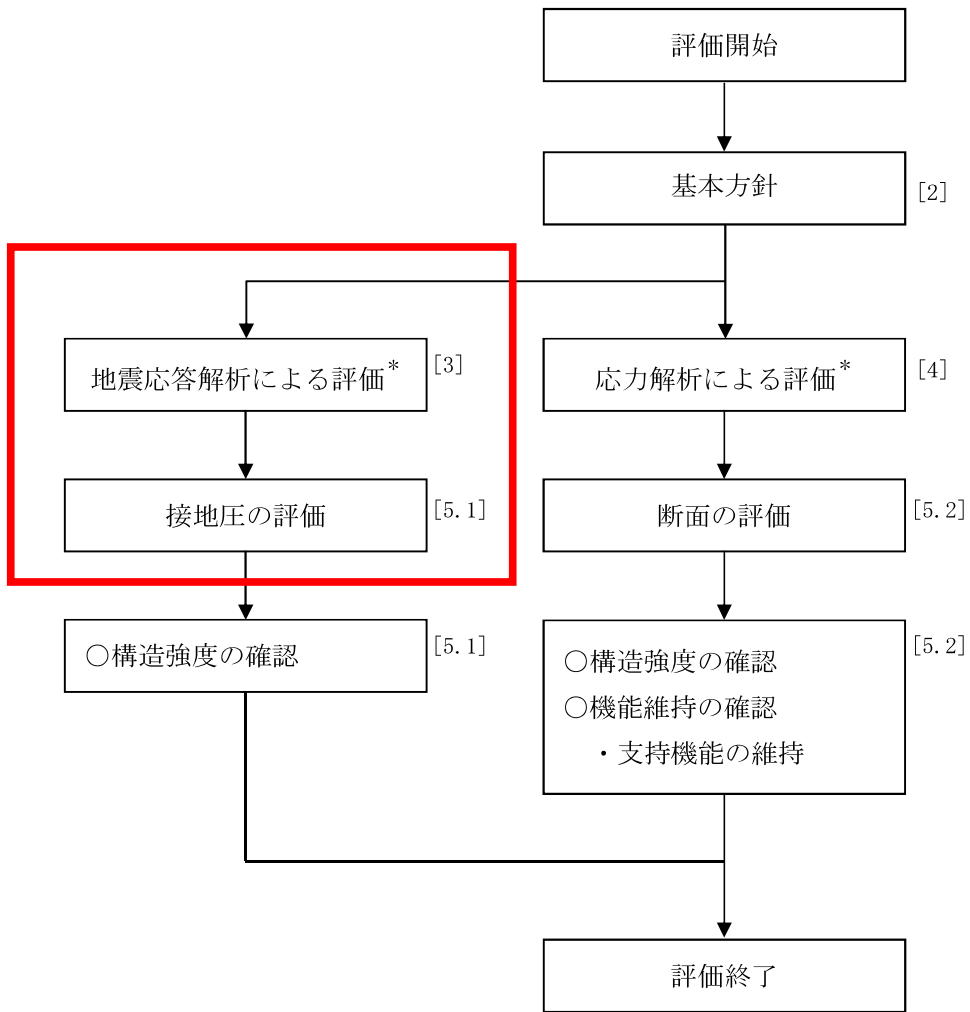 評価開始
基本方針
[2]
地震応答解析による評価*
[3]
応力解析による評価*
[4]
接地圧の評価
[5.1]
断面の評価
[5.2]
○構造強度の確認
[5.1]
○構造強度の確認
○機能維持の確認
・支持機能の維持
[5.2]
評価終了